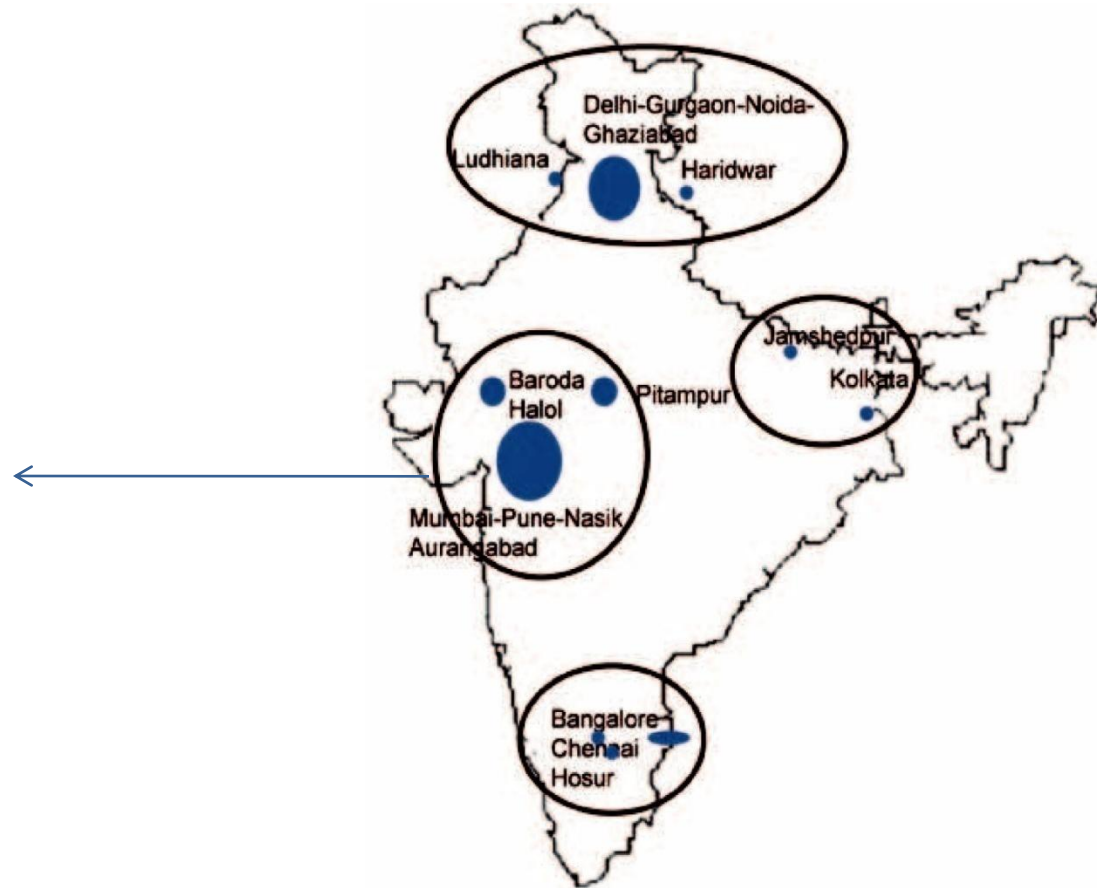 Delhi-Gurgaon-Noida-
Ghaziabad
Ludhiana
Haridwar
Jamshedpur
Kolkata
Baroda
Halol
Pitampur
Mumbai-Pune-Nasik
Aurangabad
Bangalore
Chennai
Hosur